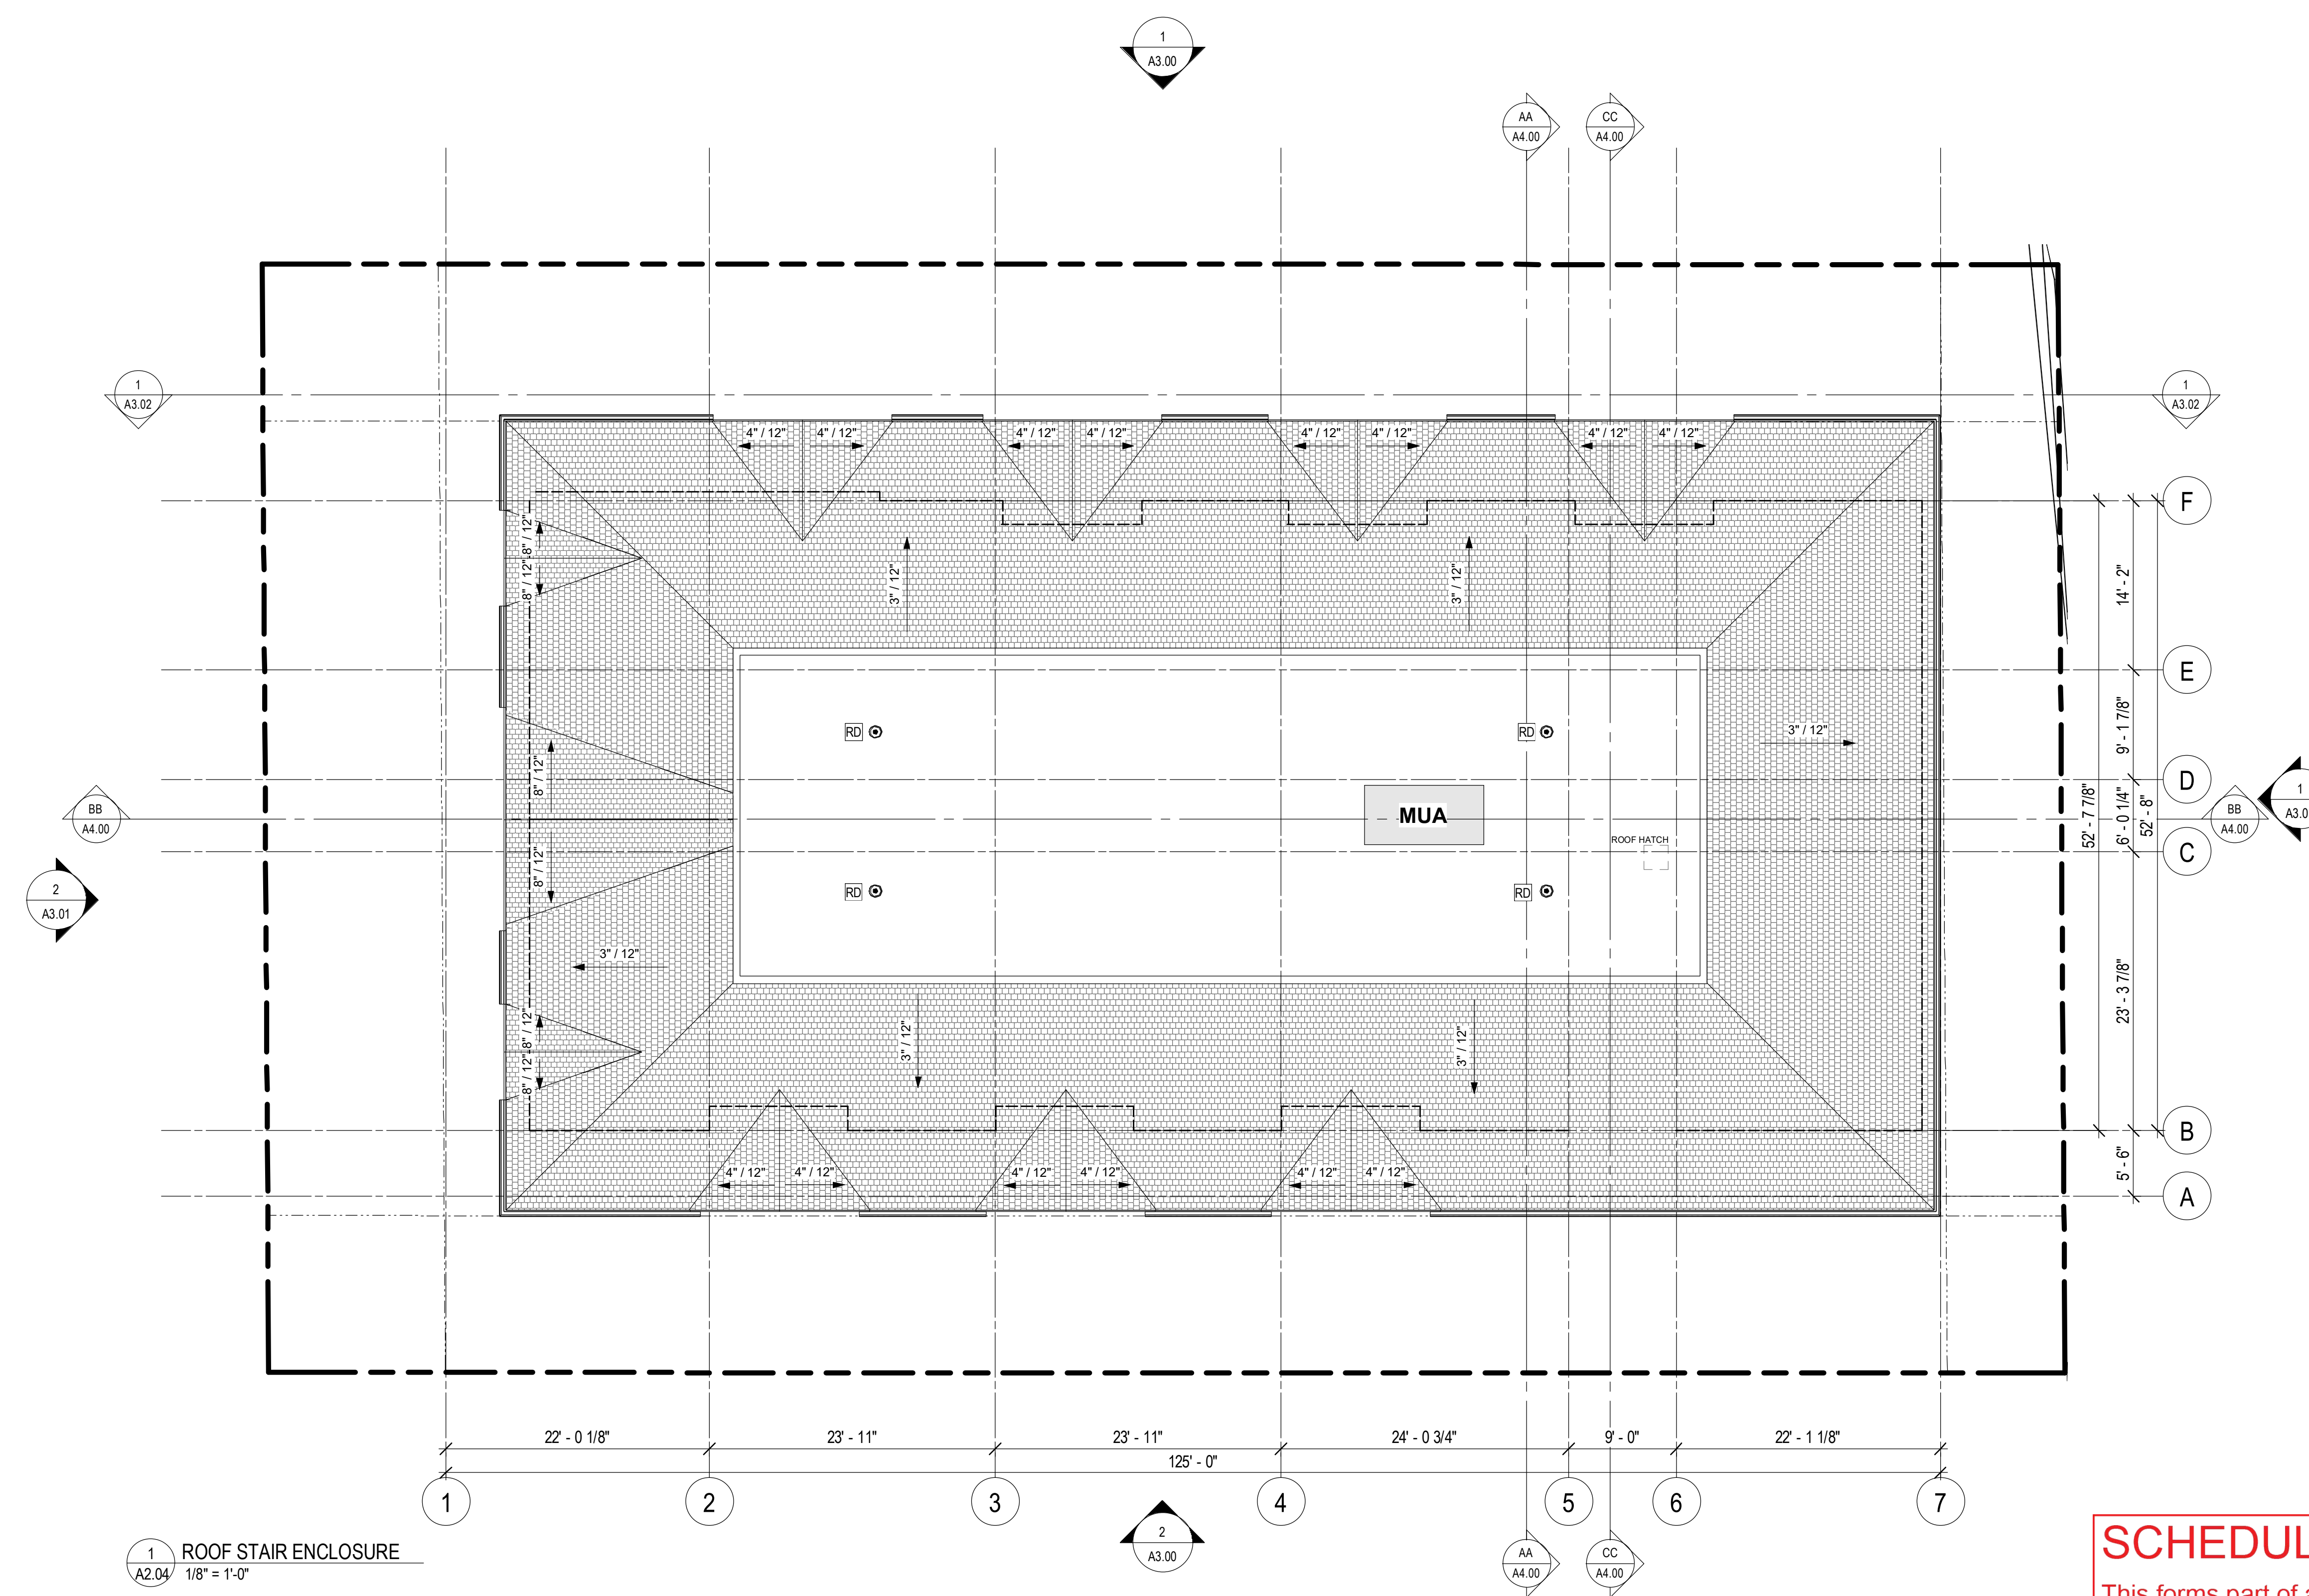 1
A3.00
AA
A4.00
CC
A4.00
1
A3.02
1
A3.02
4" / 12"
4" / 12"
4" / 12"
4" / 12"
4" / 12"
4" / 12"
4" / 12"
4" / 12"
F
8" / 12"
8" / 12"
3" / 12"
3" / 12"
14' - 2"
E
RD
RD
3" / 12"
9' - 1 7/8"
8" / 12"
D
BB
A4.00
MUA
52' - 7 7/8"
6' - 0 1/4"
52' - 8"
BB
A4.00
1
ROOF HATCH
C
8" / 12"
2
A3.01
RD
RD
3" / 12"
23' - 3 7/8"
8" / 12"
8" / 12"
3" / 12"
3" / 12"
B
4" / 12"
4" / 12"
4" / 12"
4" / 12"
4" / 12"
4" / 12"
5' - 6"
A
22' - 0 1/8"
23' - 11"
23' - 11"
24' - 0 3/4"
9' - 0"
22' - 1 1/8"
125' - 0"
1
2
3
4
5
6
7
2
A3.00
AA
A4.00
CC
A4.00
1
A2.04
ROOF STAIR ENCLOSURE
1/8" = 1'-0"
SCHEDUL
This forms part of a